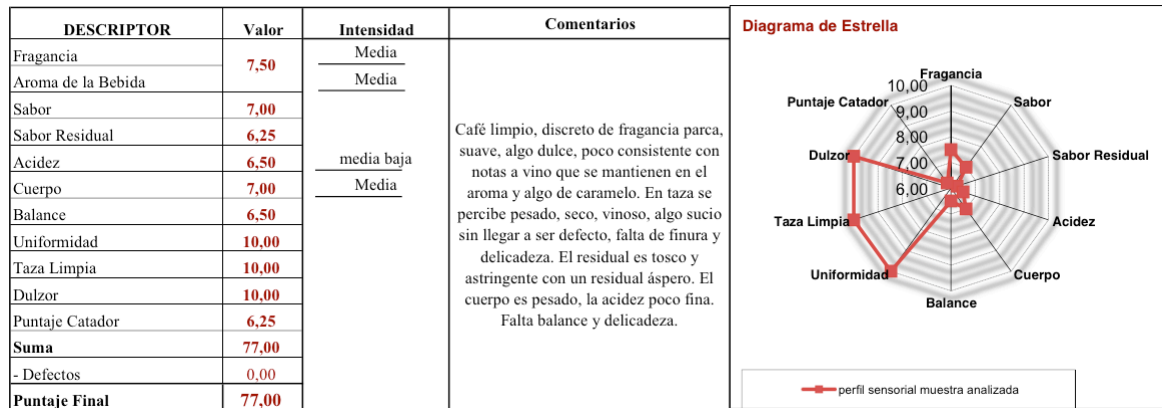 DESCRIPTOR Valor Intensidad Comentarios
Fragancia 7,50 Media
Aroma de la Bebida Media
Sabor 7,00
Sabor Residual 6,25
Acidez 6,50 media baja
Cuerpo 7,00 Media
Balance 6,50
Uniformidad 10,00
Taza Limpia 10,00
Dulzor 10,00
Puntaje Catador 6,25
Suma 77,00
- Defectos 0,00
Puntaje Final 77,00
Café limpio, discreto de fragancia parca,
suave, algo dulce, poco consistente con
notas a vino que se mantienen en el
aroma y algo de caramelo. En taza se
percibe pesado, seco, vinoso, algo sucio
sin llegar a ser defecto, falta de finura y
delicadeza. El residual es tosco y
astringente con un residual áspero. El
cuerpo es pesado, la acidez poco fina.
Falta balance y delicadeza.
Diagrama de Estrella
Fragancia
Sabor
Sabor Residual
Acidez
Cuerpo
Balance
Uniformidad
Taza Limpia
Dulzor
Puntaje Catador
10,00
9,00
8,00
7,00
6,00
perfil sensorial muestra analizada